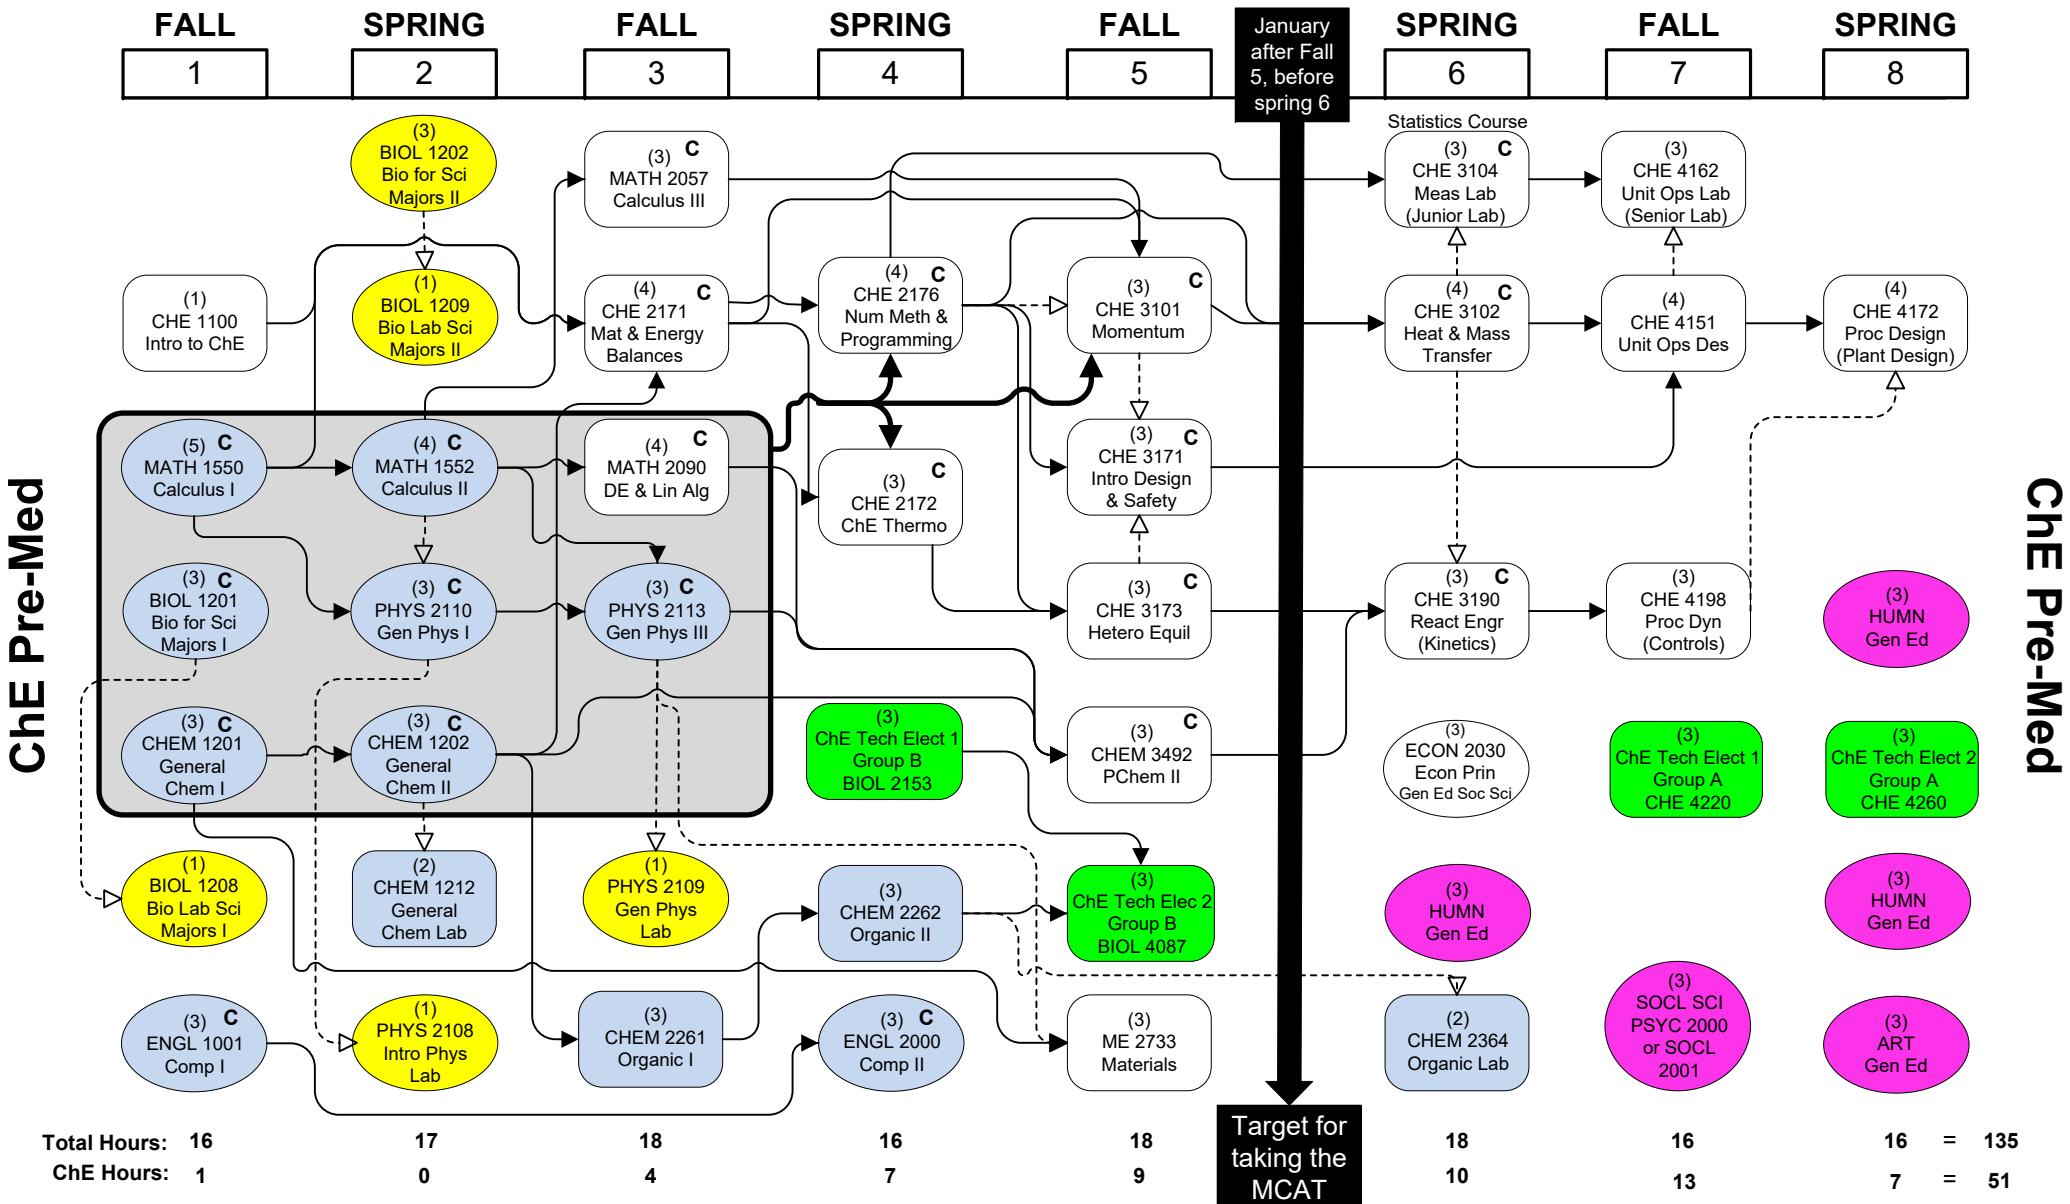 FALL
SPRING
FALL
SPRING
FALL
SPRING
FALL
SPRING
1
2
3
4
5
6
7
8
January
after Fall
5, before
spring 6
Target for
taking the
MCAT
ChE Pre-Med
ChE Pre-Med
(1)
CHE 1100
Intro to ChE
(5) C
MATH 1550
Calculus I
(3) C
BIOL 1201
Bio for Sci
Majors I
(3) C
CHEM 1201
General
Chem I
(1)
BIOL 1208
Bio Lab Sci
Majors I
(3) C
ENGL 1001
Comp I
(3)
BIOL 1202
Bio for Sci
Majors II
(1)
BIOL 1209
Bio Lab Sci
Majors II
(4) C
MATH 1552
Calculus II
(3) C
PHYS 2110
Gen Phys I
(3) C
CHEM 1202
General
Chem II
(2)
CHEM 1212
General
Chem Lab
(1)
PHYS 2108
Intro Phys
Lab
(3) C
MATH 2057
Calculus III
(4) C
CHE 2171
Mat & Energy
Balances
(4) C
MATH 2090
DE & Lin Alg
(3) C
PHYS 2113
Gen Phys III
(1)
PHYS 2109
Gen Phys
Lab
(3)
CHEM 2261
Organic I
(4) C
CHE 2176
Num Meth &
Programming
(3) C
CHE 2172
ChE Thermo
(3)
ChE Tech Elect 1
Group B
BIOL 2153
(3)
CHEM 2262
Organic II
(3) C
ENGL 2000
Comp II
(3) C
CHE 3101
Momentum
(3) C
CHE 3171
Intro Design
& Safety
(3) C
CHE 3173
Hetero Equil
(3) C
CHEM 3492
PChem II
(3)
ChE Tech Elec 2
Group B
BIOL 4087
(3)
ME 2733
Materials
Statistics Course
(3) C
CHE 3104
Meas Lab
(Junior Lab)
(4) C
CHE 3102
Heat & Mass
Transfer
(3) C
CHE 3190
React Engr
(Kinetics)
(3)
ECON 2030
Econ Prin
Gen Ed Soc Sci
(3)
HUMN
Gen Ed
(2)
CHEM 2364
Organic Lab
(3)
CHE 4162
Unit Ops Lab
(Senior Lab)
(4)
CHE 4151
Unit Ops Des
(3)
CHE 4198
Proc Dyn
(Controls)
(3)
ChE Tech Elect 1
Group A
CHE 4220
(3)
SOCL SCI
PSYC 2000
or SOCL
2001
(4)
CHE 4172
Proc Design
(Plant Design)
(3)
HUMN
Gen Ed
(3)
ChE Tech Elect 2
Group A
CHE 4260
(3)
HUMN
Gen Ed
(3)
ART
Gen Ed
Total Hours: 16 17 18 16 18 18 16 16 = 135
ChE Hours: 1 0 4 7 9 10 13 7 = 51